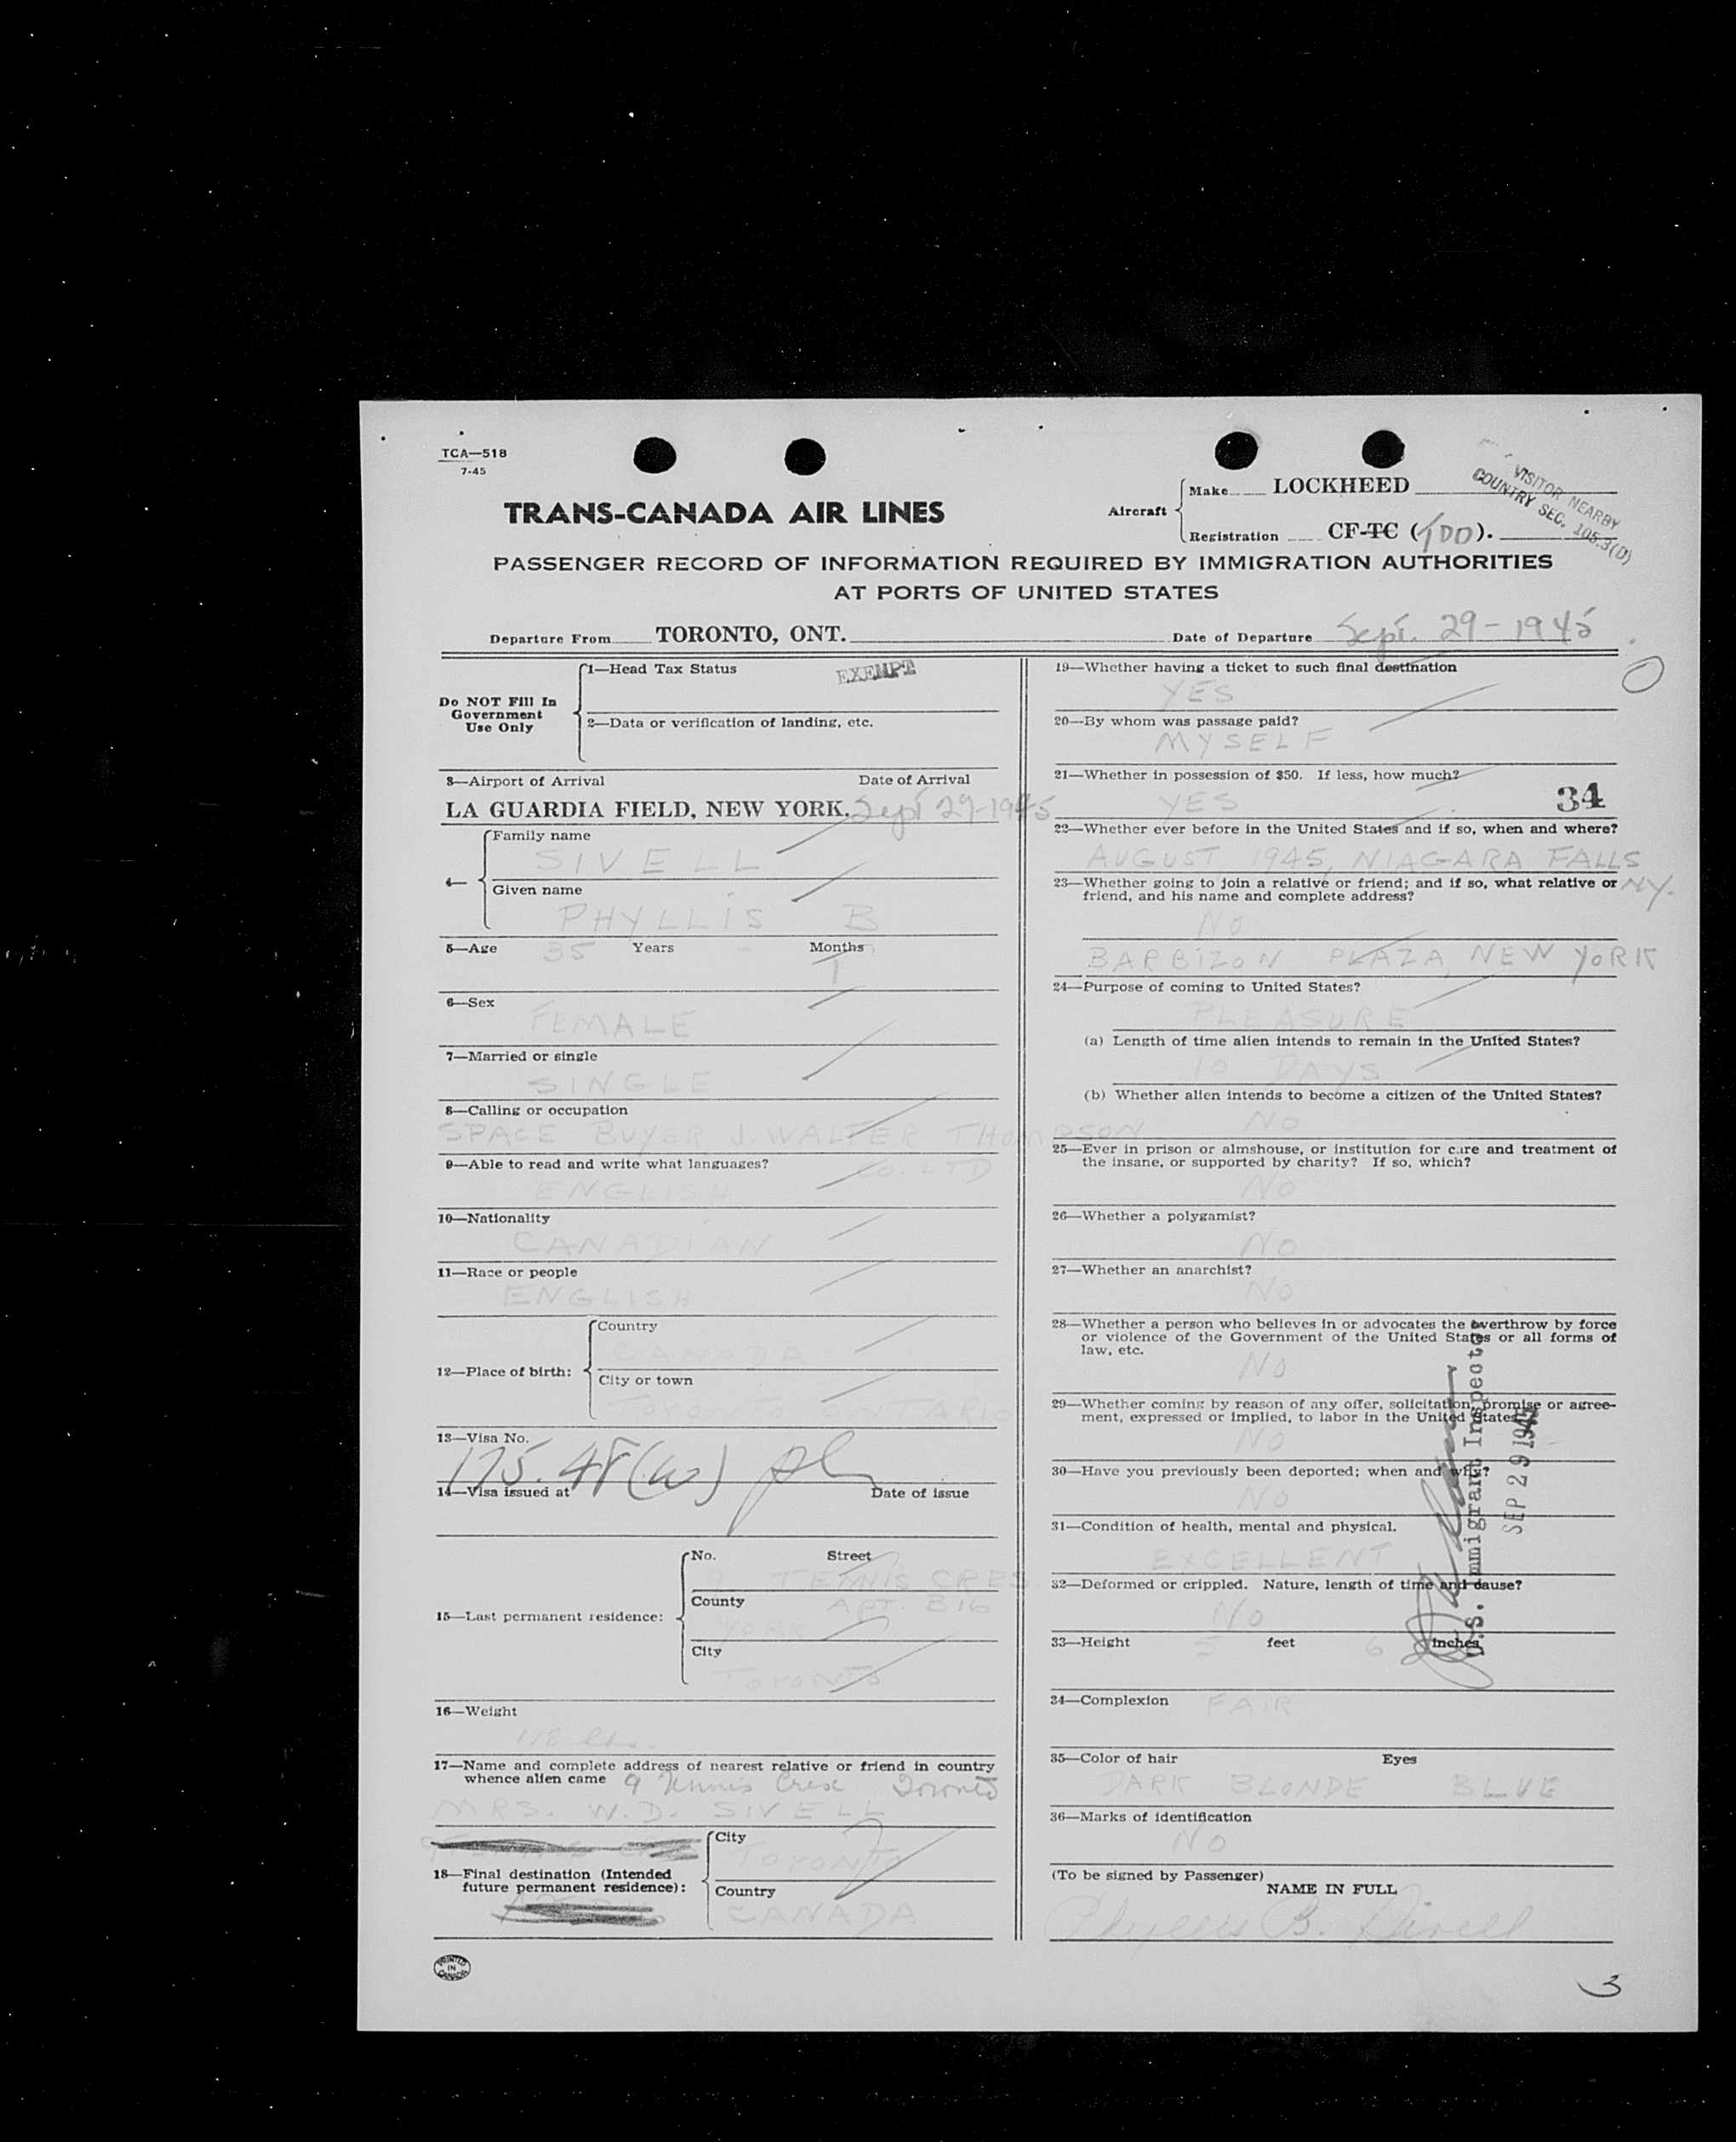 TCA—518
7-45
TRANS-CANADA AIR LINES
Aircraft
Make LOCKHEED
Registration CF-TC (TDD).
VISITOR NEARBY
COUNTRY SEC. 105.3(D)
PASSENGER RECORD OF INFORMATION REQUIRED BY IMMIGRATION AUTHORITIES
AT PORTS OF UNITED STATES
Departure From TORONTO, ONT. Date of Departure Sept. 29-1945
Do NOT Fill In
Government
Use Only
1—Head Tax Status EXEMPT
2—Data or verification of landing, etc.
3—Airport of Arrival Date of Arrival
LA GUARDIA FIELD, NEW YORK. Sept 29-1945
4—
Family name
SIVELL
Given name
PHYLLIS B
5—Age 35 Years Months
1
6—Sex
FEMALE
7—Married or single
SINGLE
8—Calling or occupation
SPACE BUYER J. WALTER THOMPSON
CO. LTD
9—Able to read and write what languages?
ENGLISH
10—Nationality
CANADIAN
11—Race or people
ENGLISH
12—Place of birth:
Country
CANADA
City or town
TORONTO ONTARIO
13—Visa No.
175.48(w)
14—Visa issued at Date of issue
15—Last permanent residence:
No. Street
9 TENNIS CRES.
County APT. B16
YORK
City
TORONTO
16—Weight
118 lbs.
17—Name and complete address of nearest relative or friend in country
whence alien came 9 Tennis Cres Toronto
MRS. W. D. SIVELL
18—Final destination (Intended
future permanent residence):
City
TORONTO
Country
CANADA
PRINTED
IN
CANADA
19—Whether having a ticket to such final destination
YES
20—By whom was passage paid?
MYSELF
21—Whether in possession of $50. If less, how much?
YES
34
22—Whether ever before in the United States and if so, when and where?
AUGUST 1945, NIAGARA FALLS
NY.
23—Whether going to join a relative or friend; and if so, what relative or
friend, and his name and complete address?
NO
BARBIZON PLAZA, NEW YORK
24—Purpose of coming to United States?
PLEASURE
(a) Length of time alien intends to remain in the United States?
10 DAYS
(b) Whether alien intends to become a citizen of the United States?
NO
25—Ever in prison or almshouse, or institution for care and treatment of
the insane, or supported by charity? If so, which?
NO
26—Whether a polygamist?
NO
27—Whether an anarchist?
NO
28—Whether a person who believes in or advocates the overthrow by force
or violence of the Government of the United States or all forms of
law, etc.
NO
29—Whether coming by reason of any offer, solicitation, promise or agree-
ment, expressed or implied, to labor in the United States?
NO
30—Have you previously been deported; when and why?
NO
31—Condition of health, mental and physical.
EXCELLENT
32—Deformed or crippled. Nature, length of time and cause?
NO
33—Height 5 feet 6 inches
U.S. Immigrant Inspector
SEP 29 1945
34—Complexion FAIR
35—Color of hair Eyes
DARK BLONDE BLUE
36—Marks of identification
NO
(To be signed by Passenger)
NAME IN FULL
Phyllis B. Sivell
3